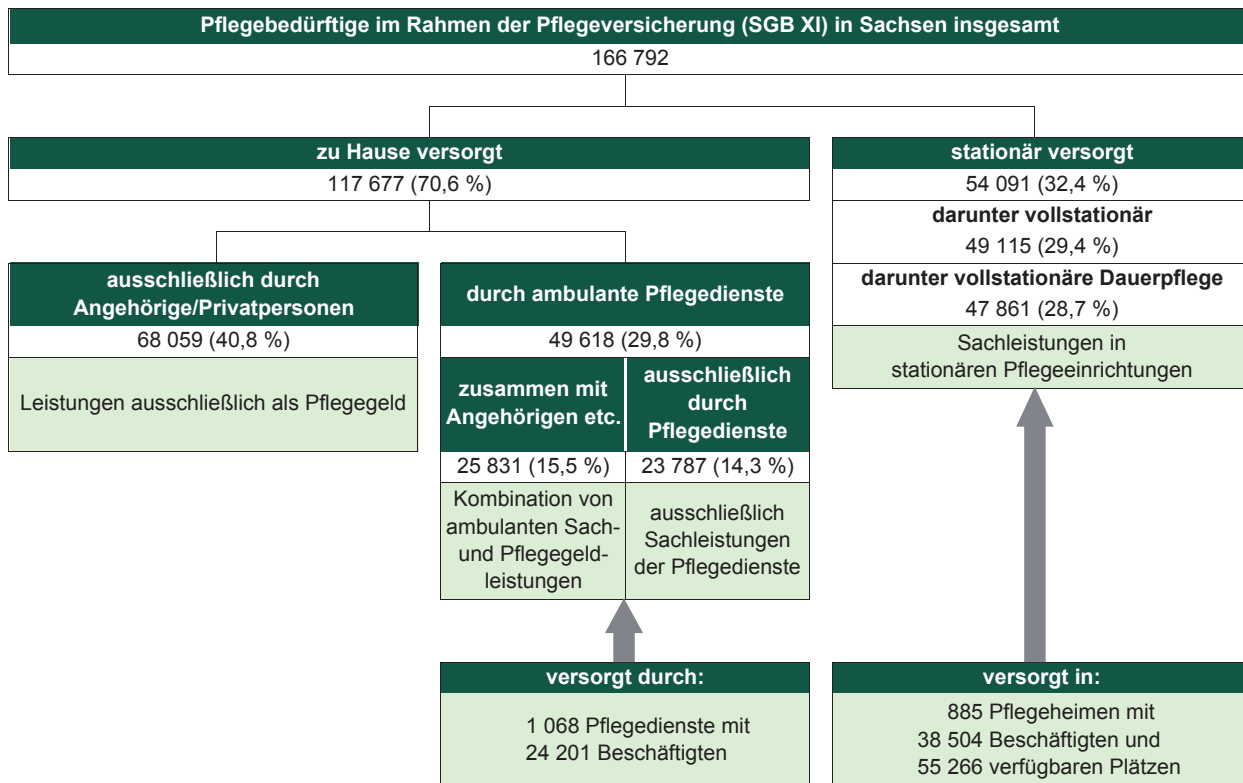 Pflegebedürftige im Rahmen der Pflegeversicherung (SGB XI) in Sachsen insgesamt
166 792
zu Hause versorgt
117 677 (70,6 %)
stationär versorgt
54 091 (32,4 %)
darunter vollstationär
49 115 (29,4 %)
darunter vollstationäre Dauerpflege
47 861 (28,7 %)
Sachleistungen in
stationären Pflegeeinrichtungen
ausschließlich durch
Angehörige/Privatpersonen
68 059 (40,8 %)
Leistungen ausschließlich als Pflegegeld
durch ambulante Pflegedienste
49 618 (29,8 %)
zusammen mit
Angehörigen etc.
25 831 (15,5 %)
Kombination von
ambulanten Sach-
und Pflegegeld-
leistungen
ausschließlich
durch
Pflegedienste
23 787 (14,3 %)
ausschließlich
Sachleistungen
der Pflegedienste
versorgt durch:
1 068 Pflegedienste mit
24 201 Beschäftigten
versorgt in:
885 Pflegeheimen mit
38 504 Beschäftigten und
55 266 verfügbaren Plätzen